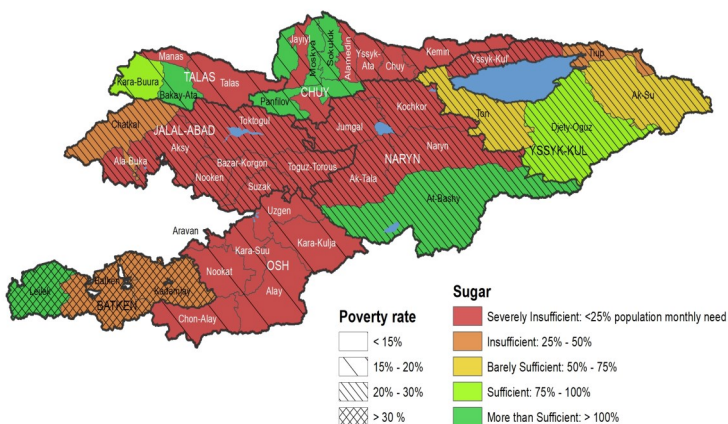 Manas
TALAS
Talas
Kara-Buura
Bakay-Ata
Jayiyl
Moskva
Sokukik
Alamedin
Yssyk-
Ata
Chuy
Kemin
Yssyk-Kul
Tiup
Ak-Su
Panfilov
CHUY
Kochkor
Ton
Djety-Oguz
YSSYK-KUL
Chatkal
JALAL-ABAD
Toktogul
Jumgal
Ala-Buka
Aksy
Bazar-Korgon
Toguz-Torous
Nooken
Suzak
NARYN
Naryn
Ak-Tala
At-Bashy
Uzgen
Aravan
Kara-Suu
Kara-Kulja
Nookat
OSH
Alay
Chon-Alay
Leilek
Batken
Kadamjay
BATKEN
Poverty rate
< 15%
15% - 20%
20% - 30%
> 30 %
Sugar
Severely Insufficient: <25% population monthly need
Insufficient: 25% - 50%
Barely Sufficient: 50% - 75%
Sufficient: 75% - 100%
More than Sufficient: > 100%